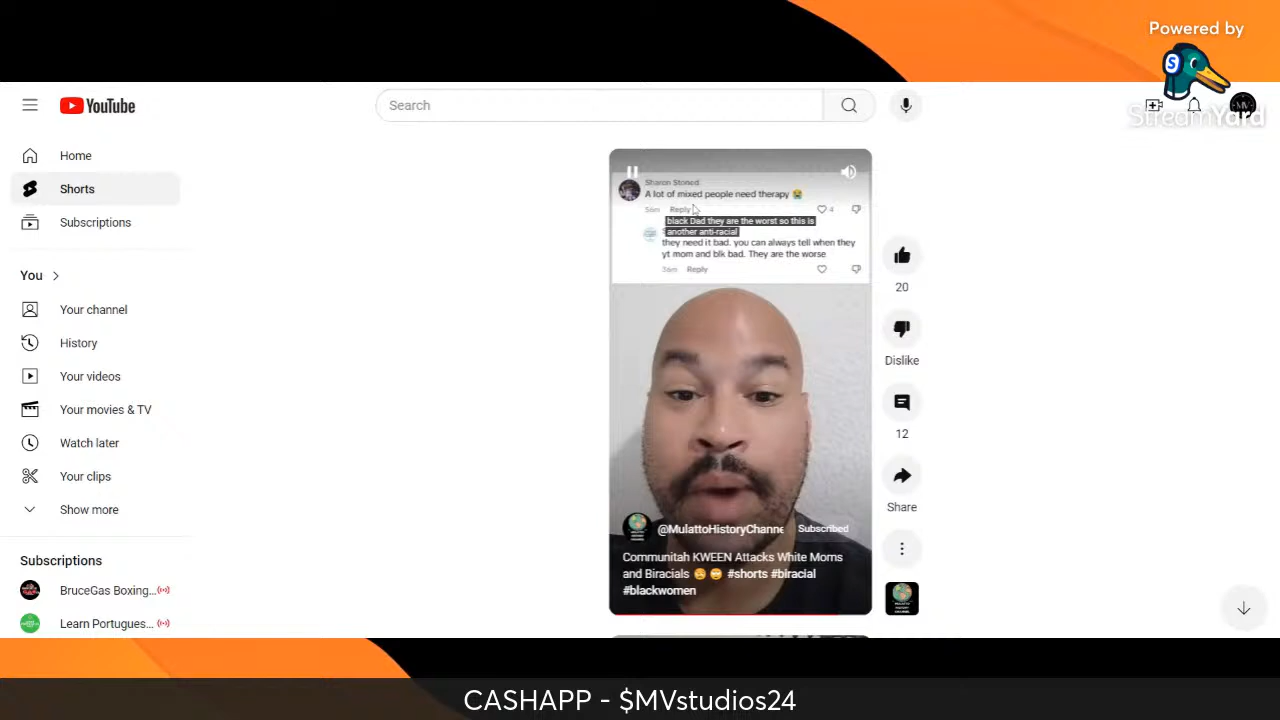 Powered by
S
StreamYard
YouTube
Search
MV
Home
Shorts
Subscriptions
You
Your channel
History
Your videos
Your movies & TV
Watch later
Your clips
Show more
Subscriptions
BruceGas Boxing...
Learn Portugues...
Sharon Stoned
A lot of mixed people need therapy 😭
56m Reply
4
black Dad they are the worst so this is
another anti-racial
they need it bad. you can always tell when they
yt mom and blk bad. They are the worse
36m Reply
@MulattoHistoryChanne
Subscribed
Communitah KWEEN Attacks White Moms
and Biracials 🤨 🙄 #shorts #biracial
#blackwomen
20
Dislike
12
Share
CASHAPP - $MVstudios24